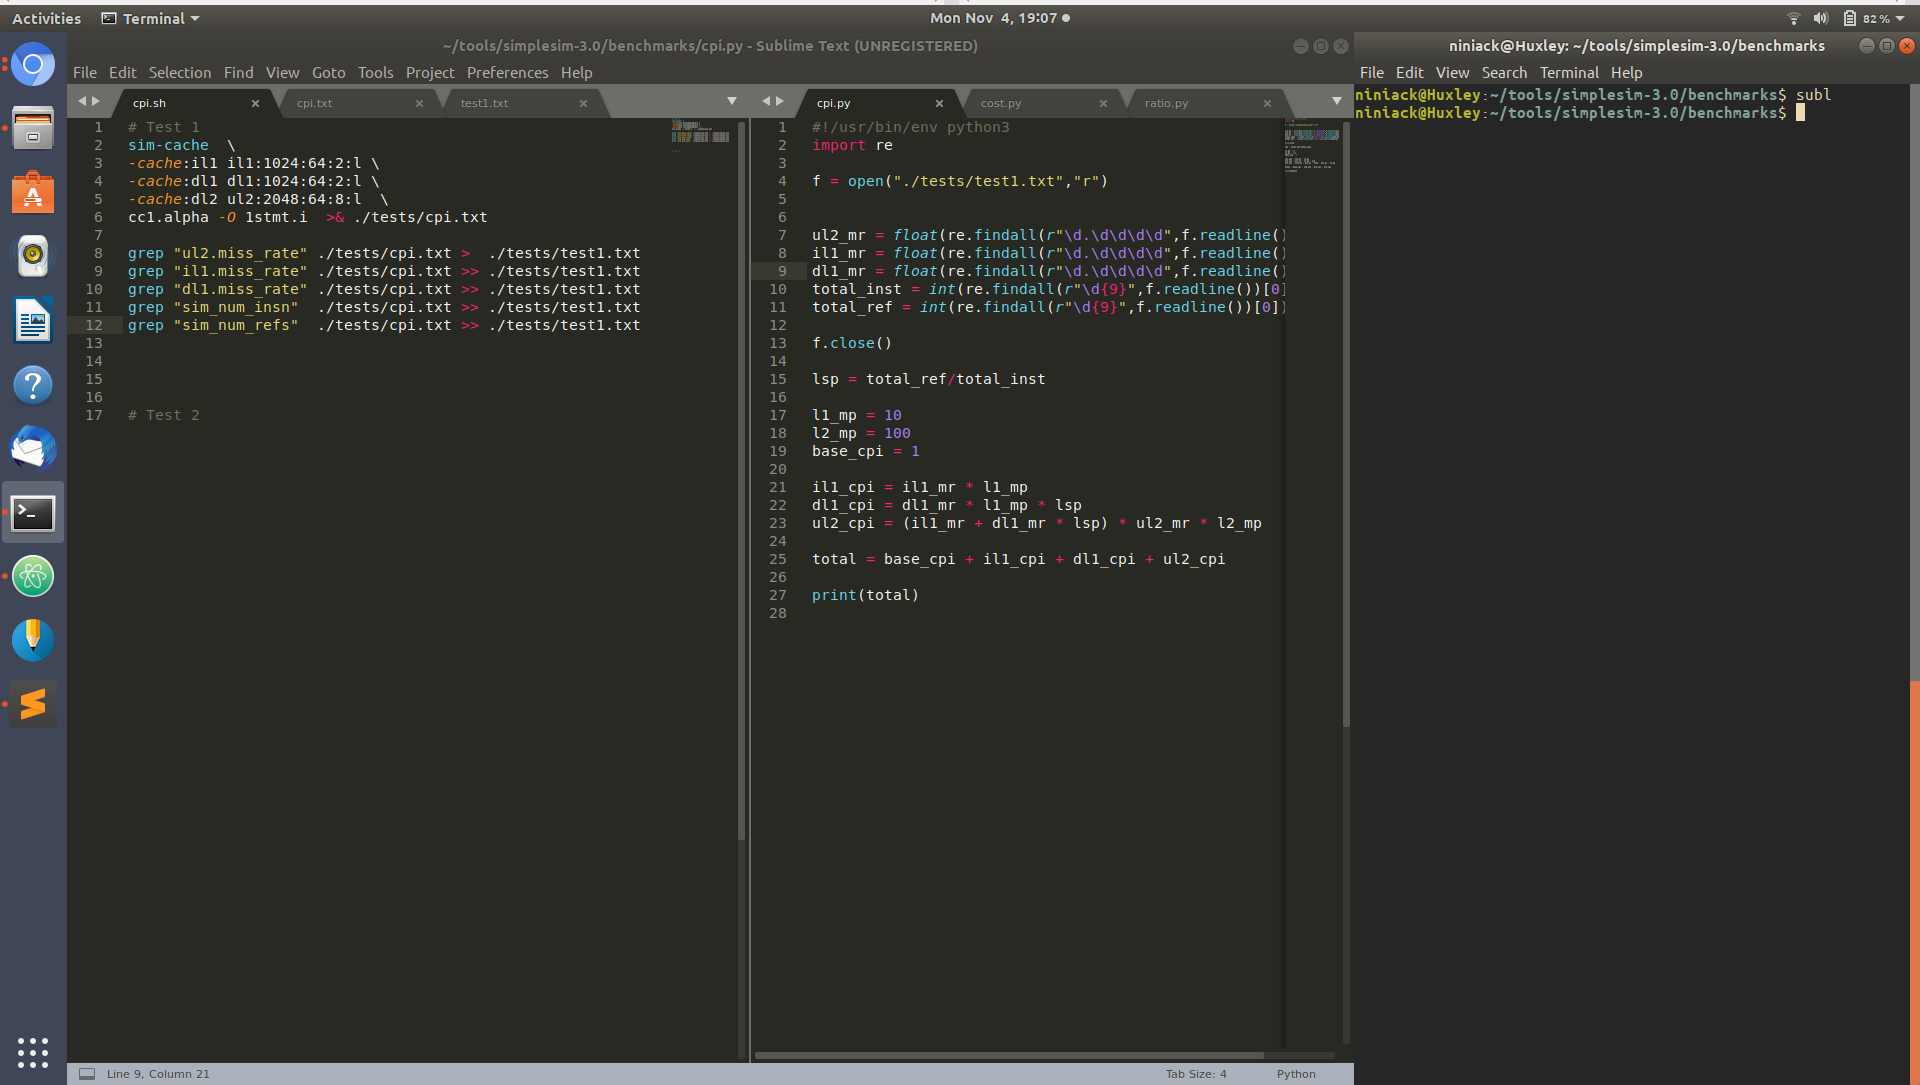 Activities Terminal Mon Nov 4, 19:07 82 %
~/tools/simplesim-3.0/benchmarks/cpi.py - Sublime Text (UNREGISTERED)
File Edit Selection Find View Goto Tools Project Preferences Help
cpi.sh cpi.txt test1.txt
1 # Test 1
2 sim-cache \
3 -cache:il1 il1:1024:64:2:l \
4 -cache:dl1 dl1:1024:64:2:l \
5 -cache:dl2 ul2:2048:64:8:l \
6 cc1.alpha -O 1stmt.i >& ./tests/cpi.txt
7
8 grep "ul2.miss_rate" ./tests/cpi.txt > ./tests/test1.txt
9 grep "il1.miss_rate" ./tests/cpi.txt >> ./tests/test1.txt
10 grep "dl1.miss_rate" ./tests/cpi.txt >> ./tests/test1.txt
11 grep "sim_num_insn" ./tests/cpi.txt >> ./tests/test1.txt
12 grep "sim_num_refs" ./tests/cpi.txt >> ./tests/test1.txt
13
14
15
16
17 # Test 2
cpi.py cost.py ratio.py
1 #!/usr/bin/env python3
2 import re
3
4 f = open("./tests/test1.txt","r")
5
6
7 ul2_mr = float(re.findall(r"\d.\d\d\d\d",f.readline()
8 il1_mr = float(re.findall(r"\d.\d\d\d\d",f.readline()
9 dl1_mr = float(re.findall(r"\d.\d\d\d\d",f.readline()
10 total_inst = int(re.findall(r"\d{9}",f.readline())[0]
11 total_ref = int(re.findall(r"\d{9}",f.readline())[0])
12
13 f.close()
14
15 lsp = total_ref/total_inst
16
17 l1_mp = 10
18 l2_mp = 100
19 base_cpi = 1
20
21 il1_cpi = il1_mr * l1_mp
22 dl1_cpi = dl1_mr * l1_mp * lsp
23 ul2_cpi = (il1_mr + dl1_mr * lsp) * ul2_mr * l2_mp
24
25 total = base_cpi + il1_cpi + dl1_cpi + ul2_cpi
26
27 print(total)
28
Line 9, Column 21 Tab Size: 4 Python
niniack@Huxley: ~/tools/simplesim-3.0/benchmarks
File Edit View Search Terminal Help
niniack@Huxley:~/tools/simplesim-3.0/benchmarks$ subl
niniack@Huxley:~/tools/simplesim-3.0/benchmarks$